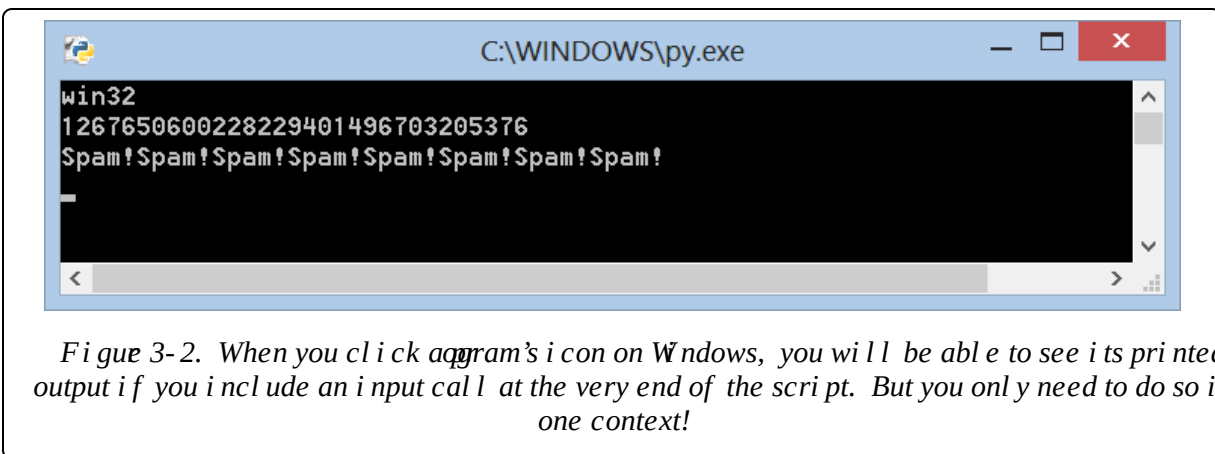 C:\WINDOWS\py.exe
win32
1267650600228229401496703205376
Spam!Spam!Spam!Spam!Spam!Spam!Spam!Spam!
Figure 3-2. When you click a program's icon on Windows, you will be able to see its printed
output if you include an input call at the very end of the script. But you only need to do so i
one context!